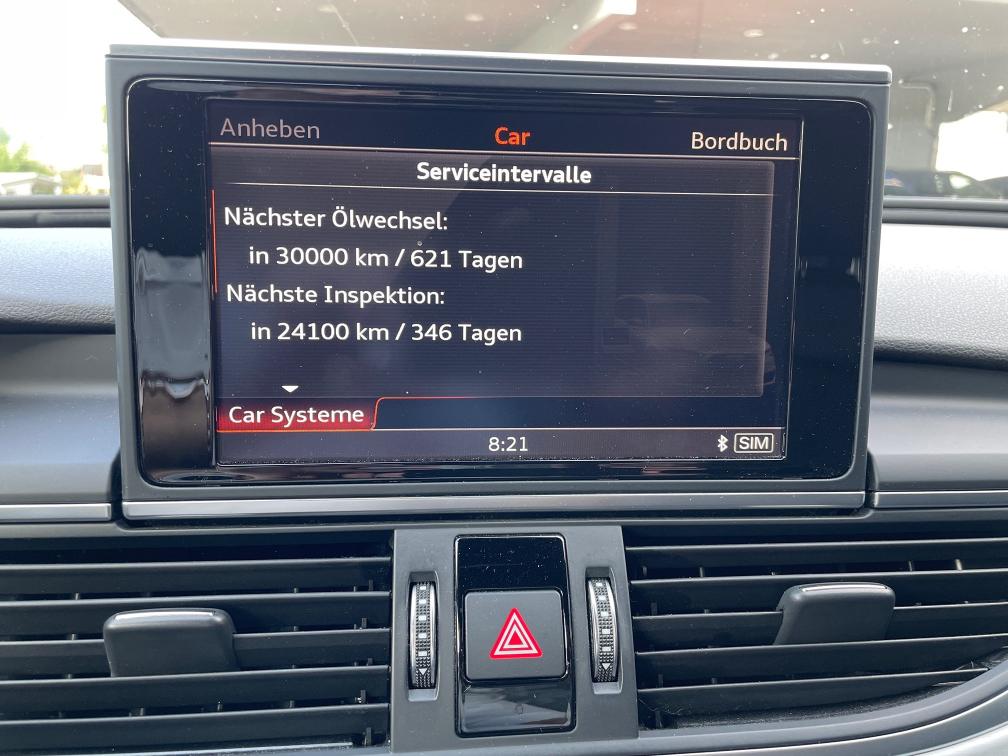 Anheben
Car
Bordbuch
Serviceintervalle
Nächster Ölwechsel:
in 30000 km / 621 Tagen
Nächste Inspektion:
in 24100 km / 346 Tagen
Car Systeme
8:21
SIM